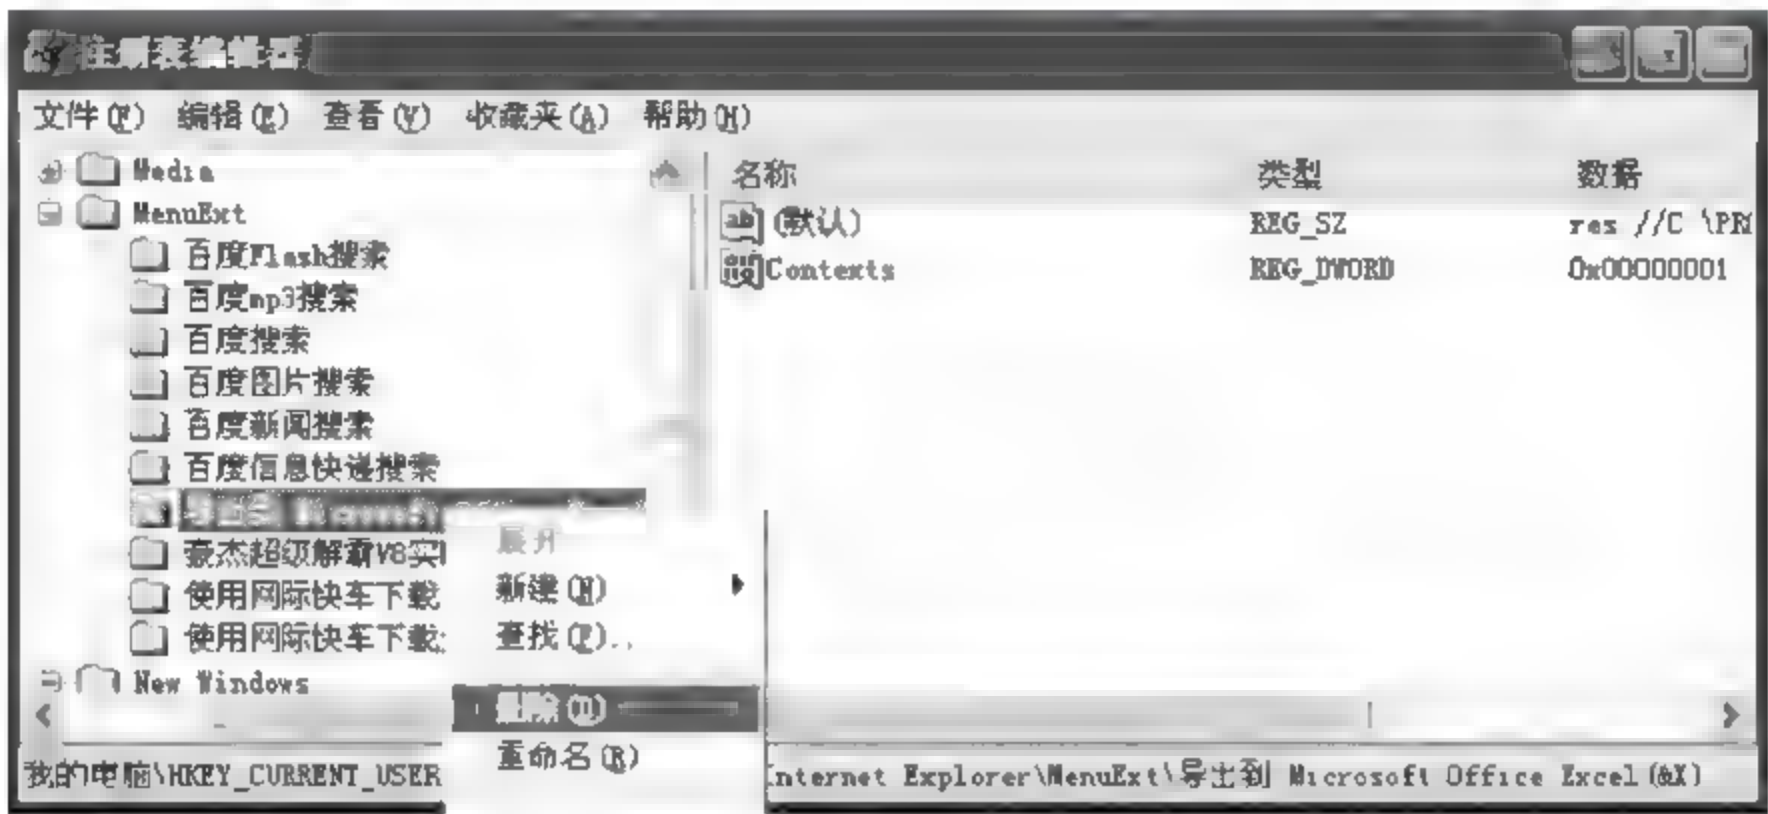 注册表编辑器
文件(F) 编辑(E) 查看(V) 收藏夹(A) 帮助(H)
Media
MenuExt
百度Flash搜索
百度mp3搜索
百度搜索
百度图片搜索
百度新闻搜索
百度信息快递搜索
导出到
豪杰超级解霸V8实
使用网际快车下载
使用网际快车下载
New Windows
名称 类型 数据
(默认) REG_SZ res //C \PR
Contexts REG_DWORD 0x00000001
展开
新建(N)
查找(F)..
删除(D)
重命名(R)
我的电脑\HKEY_CURRENT_USER
Internet Explorer\MenuExt\导出到 Microsoft Office Excel(&X)